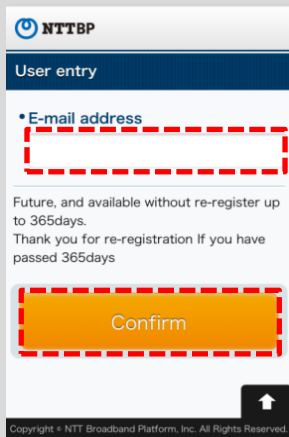 NTTBP
User entry
•E-mail address
Future, and available without re-register up
to 365days.
Thank you for re-registration If you have
passed 365days
Confirm
Copyright © NTT Broadband Platform, Inc. All Rights Reserved.